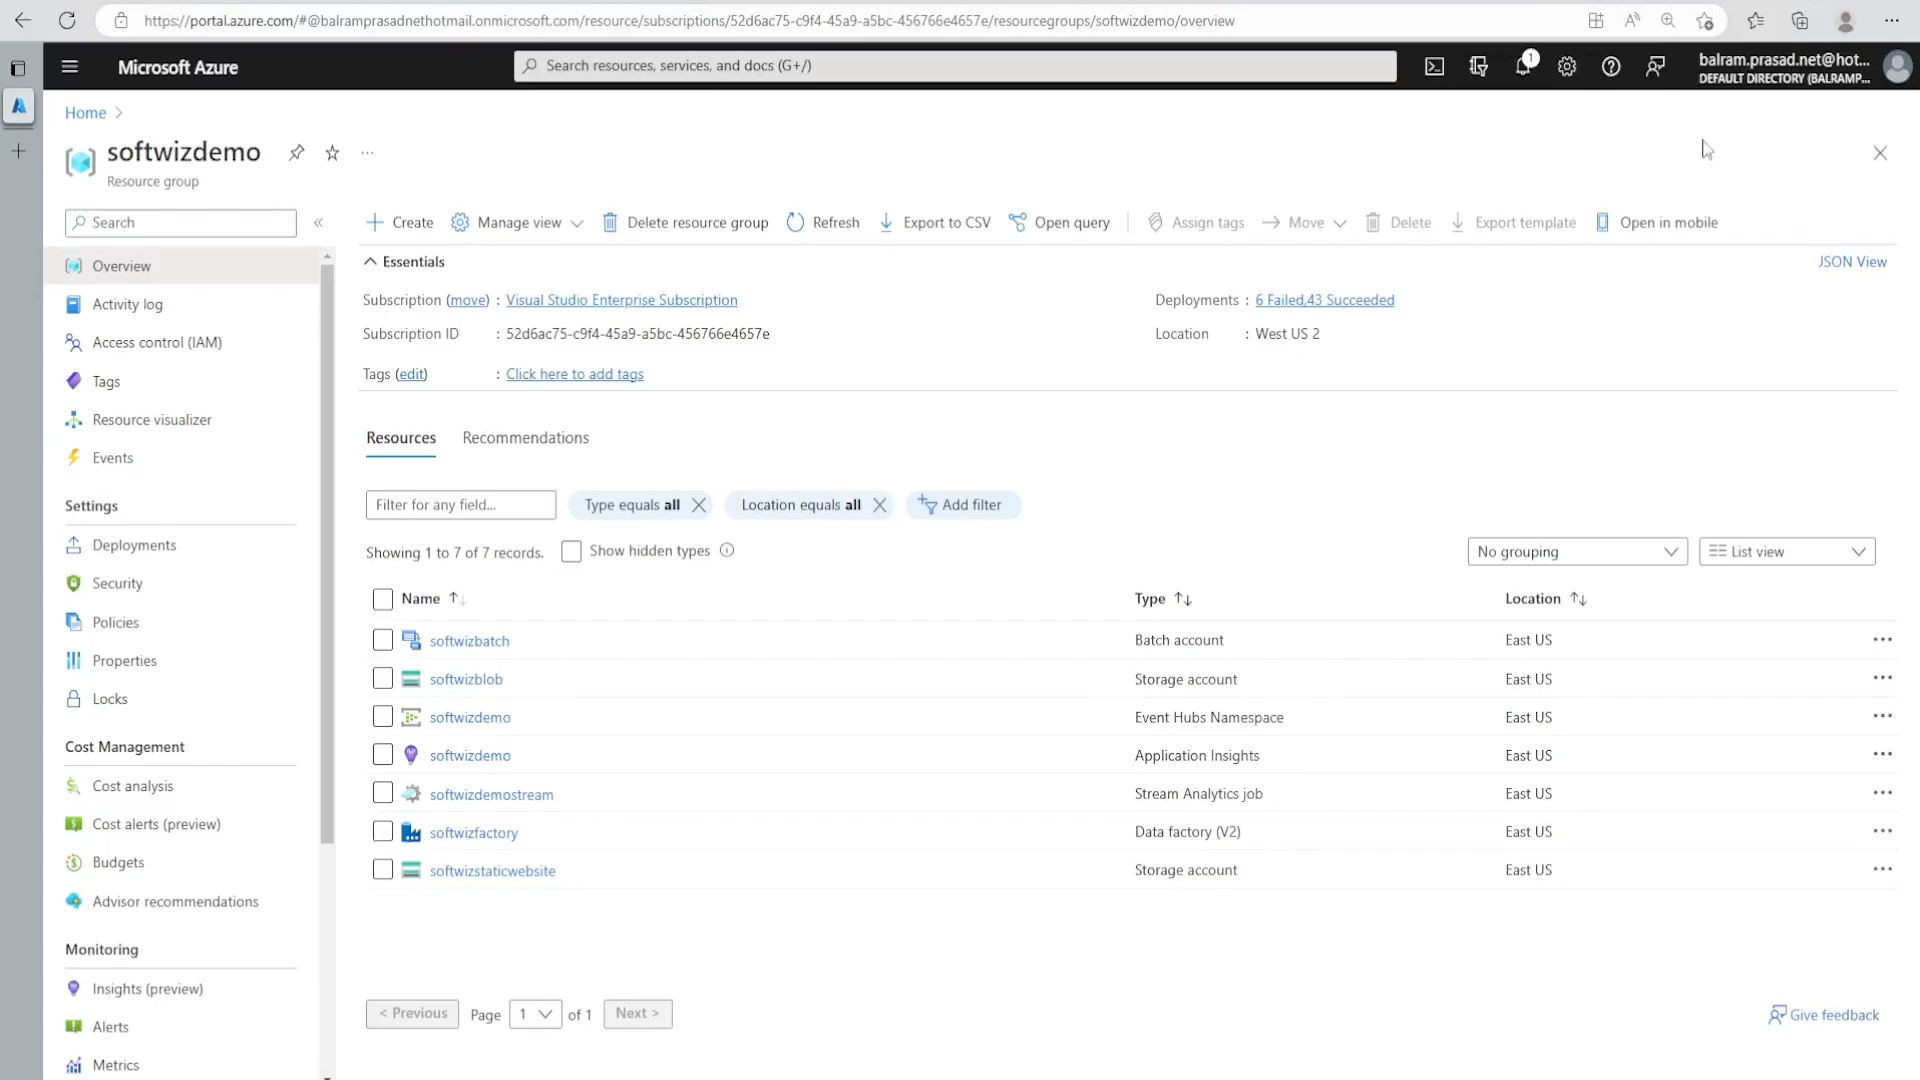 https://portal.azure.com/#@balramprasadnethotmail.onmicrosoft.com/resource/subscriptions/52d6ac75-c9f4-45a9-a5bc-456766e4657e/resourcegroups/softwizdemo/overview
Microsoft Azure
Search resources, services, and docs (G+/)
1
balram.prasad.net@hot...
DEFAULT DIRECTORY (BALRAMP...
Home >
softwizdemo
Resource group
Search
«
+ Create
Manage view
Delete resource group
Refresh
Export to CSV
Open query
Assign tags
Move
Delete
Export template
Open in mobile
Overview
Activity log
Access control (IAM)
Tags
Resource visualizer
Events
Settings
Deployments
Security
Policies
Properties
Locks
Cost Management
Cost analysis
Cost alerts (preview)
Budgets
Advisor recommendations
Monitoring
Insights (preview)
Alerts
Metrics
Essentials
JSON View
Subscription (move) : Visual Studio Enterprise Subscription
Deployments : 6 Failed,43 Succeeded
Subscription ID : 52d6ac75-c9f4-45a9-a5bc-456766e4657e
Location : West US 2
Tags (edit) : Click here to add tags
Resources Recommendations
Filter for any field...
Type equals all
Location equals all
Add filter
Showing 1 to 7 of 7 records.
Show hidden types
No grouping
List view
Name Type Location
softwizbatch Batch account East US
softwizblob Storage account East US
softwizdemo Event Hubs Namespace East US
softwizdemo Application Insights East US
softwizdemostream Stream Analytics job East US
softwizfactory Data factory (V2) East US
softwizstaticwebsite Storage account East US
< Previous Page 1 of 1 Next >
Give feedback